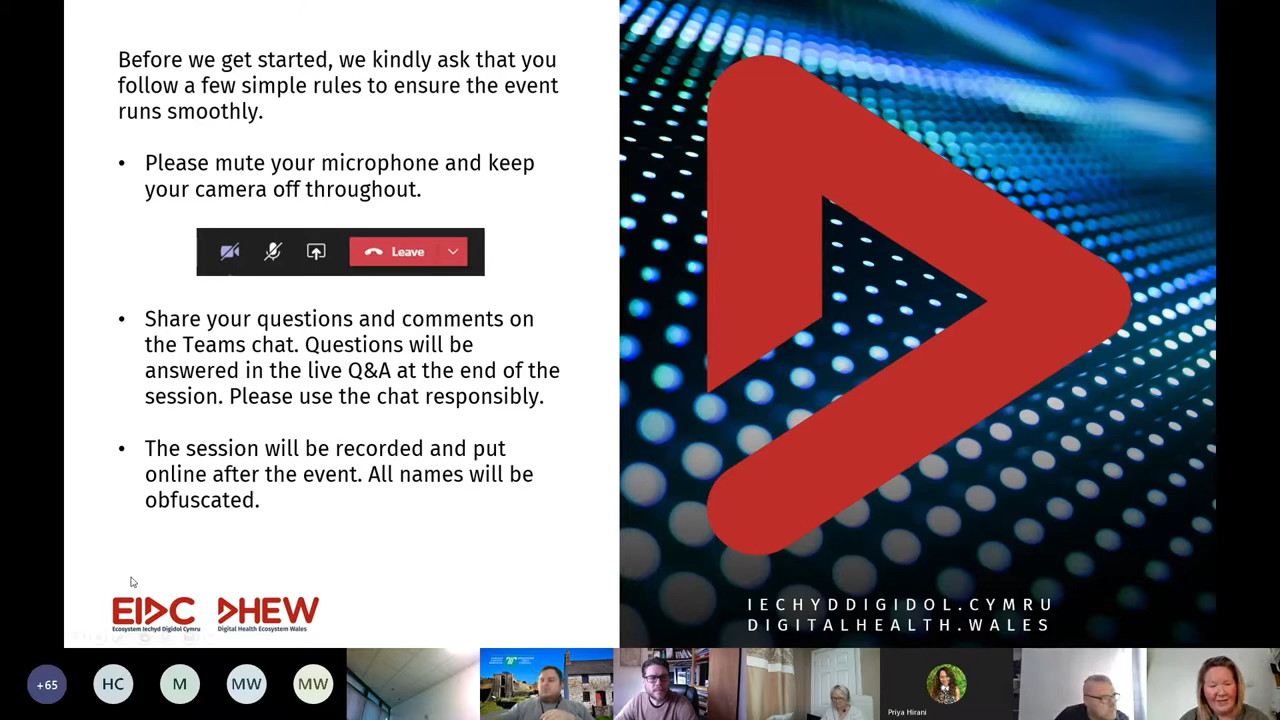 Before we get started, we kindly ask that you
follow a few simple rules to ensure the event
runs smoothly.
• Please mute your microphone and keep
your camera off throughout.
Leave
• Share your questions and comments on
the Teams chat. Questions will be
answered in the live Q&A at the end of the
session. Please use the chat responsibly.
• The session will be recorded and put
online after the event. All names will be
obfuscated.
EIDC
Ecosystem Iechyd Digidol Cymru
DHEW
Digital Health Ecosystem Wales
IECHYDDIGIDOL.CYMRU
DIGITALHEALTH.WALES
+65
HC
M
MW
MW
Priya Hirani